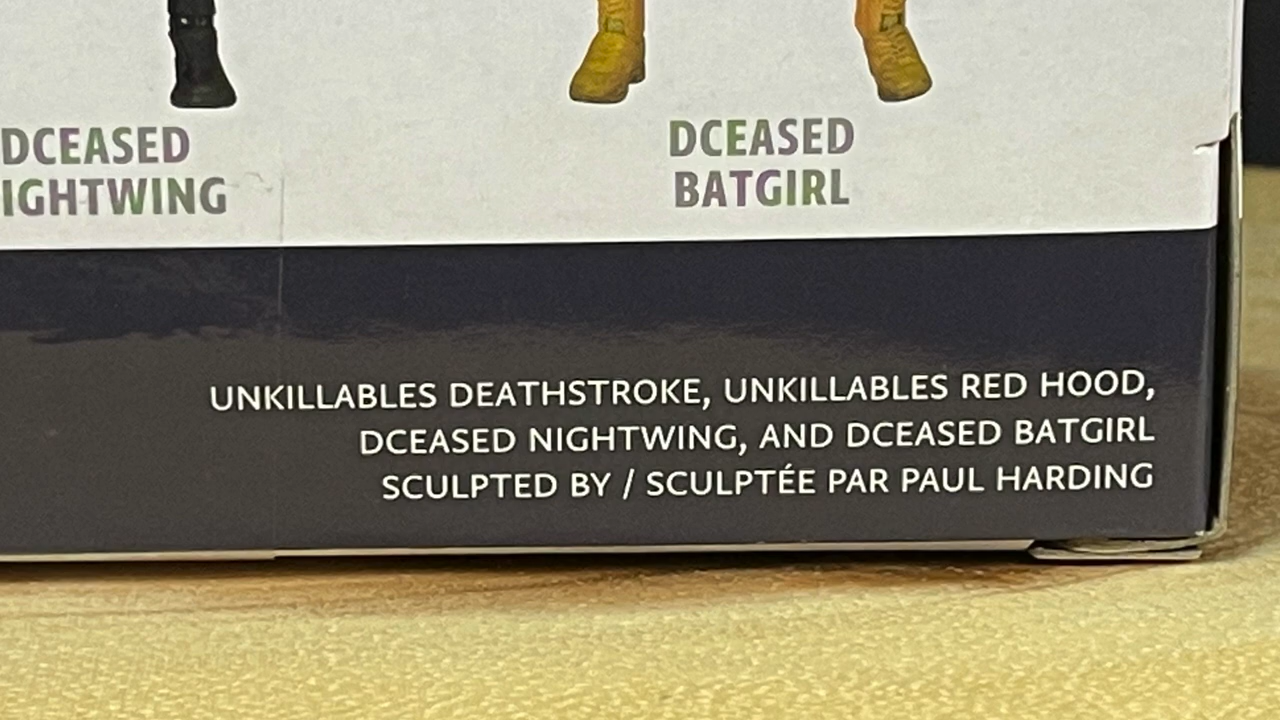 DCEASED
IGHTWING
DCEASED
BATGIRL
UNKILLABLES DEATHSTROKE, UNKILLABLES RED HOOD,
DCEASED NIGHTWING, AND DCEASED BATGIRL
SCULPTED BY / SCULPTÉE PAR PAUL HARDING